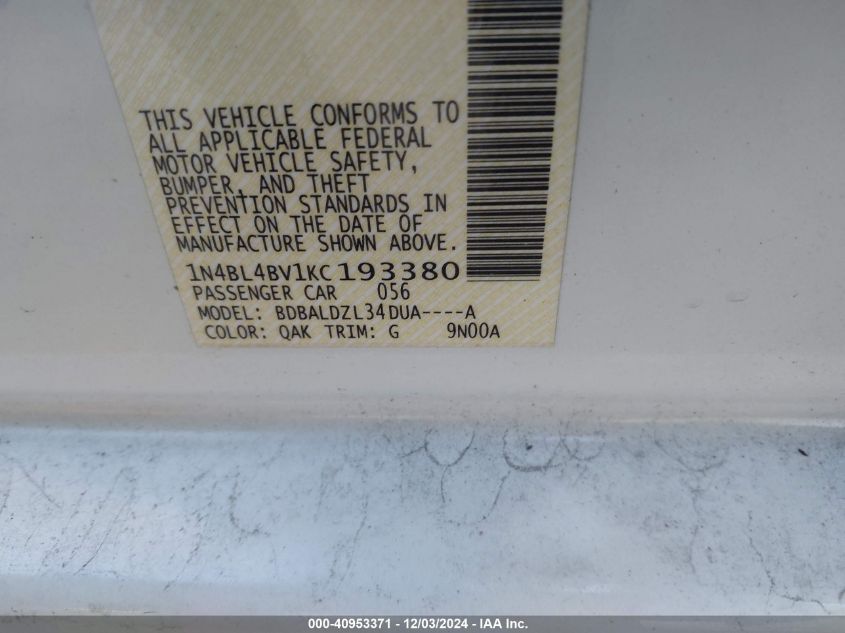 THIS VEHICLE CONFORMS TO
ALL APPLICABLE FEDERAL
MOTOR VEHICLE SAFETY,
BUMPER, AND THEFT
PREVENTION STANDARDS IN
EFFECT ON THE DATE OF
MANUFACTURE SHOWN ABOVE.
1N4BL4BV1KC193380
PASSENGER CAR 056
MODEL: BDBALDZL34DUA----A
COLOR: QAK TRIM: G 9N00A
000-40953371 - 12/03/2024 - IAA Inc.